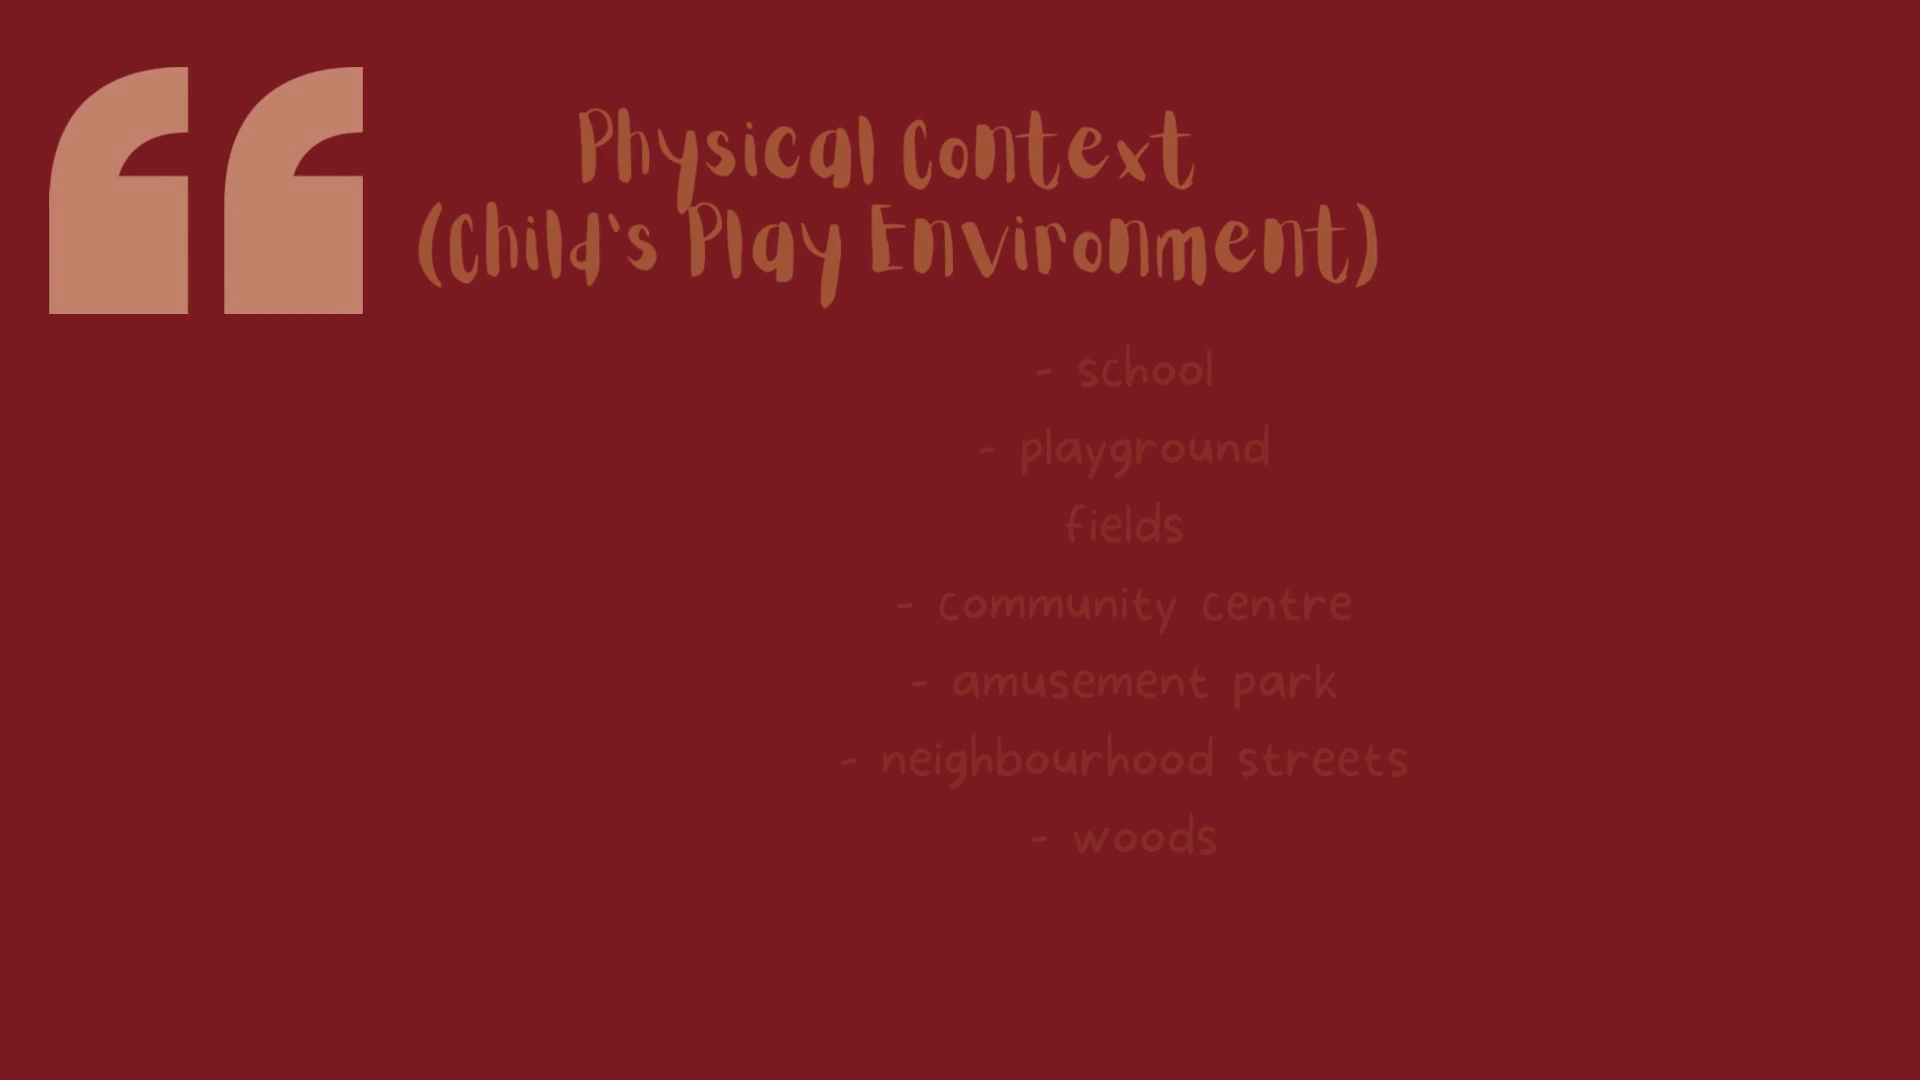 Physical Context
(Child's Play Environment)
- school
- playground
fields
- community centre
- amusement park
- neighbourhood streets
- woods